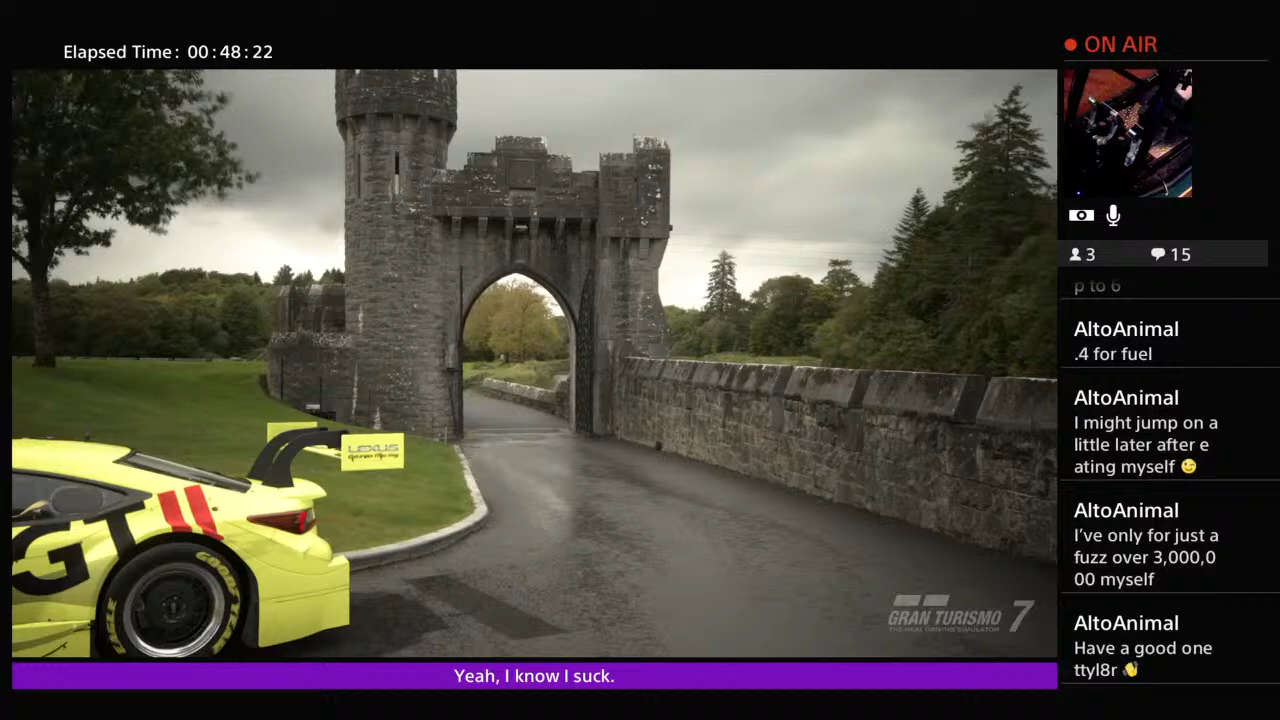 Elapsed Time: 00:48:22
ON AIR
3
15
p to 6
AltoAnimal
.4 for fuel
AltoAnimal
I might jump on a
little later after e
ating myself 😉
AltoAnimal
I've only for just a
fuzz over 3,000,0
00 myself
AltoAnimal
Have a good one
ttyl8r 👋
LEXUS
GT
GOODYEAR
GRAN TURISMO 7
THE REAL DRIVING SIMULATOR
Yeah, I know I suck.